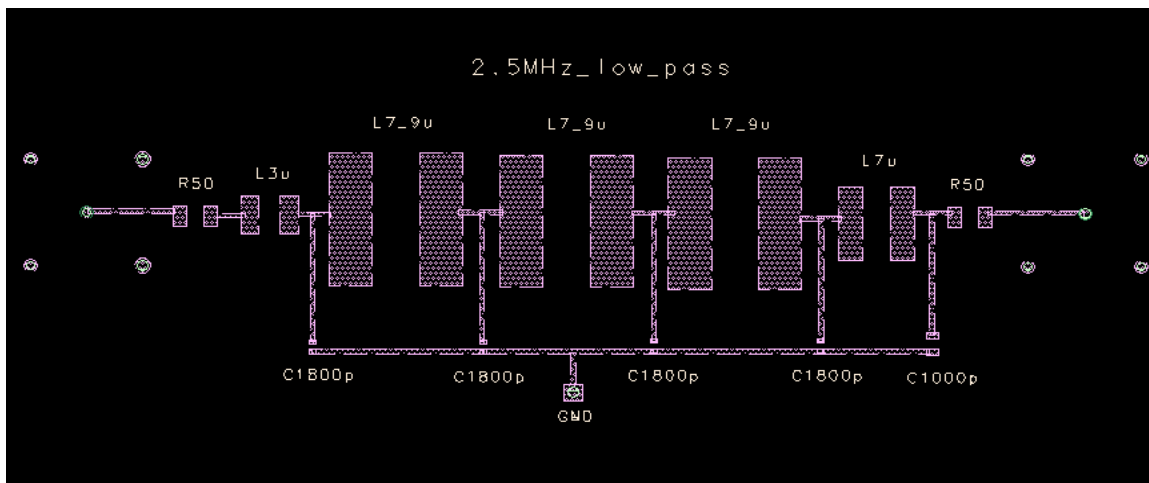 2.5MHz_low_pass
L7_9u L7_9u L7_9u
R50 L3u L7u R50
C1800p C1800p C1800p C1800p C1000p
GND